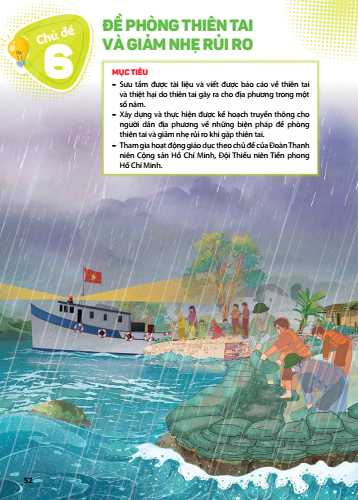 Chủ đề
6
ĐỀ PHÒNG THIÊN TAI
VÀ GIẢM NHẸ RỦI RO
MỤC TIÊU
– Sưu tầm được tài liệu và viết được báo cáo về thiên tai
và thiệt hại do thiên tai gây ra cho địa phương trong một
số năm.
– Xây dựng và thực hiện được kế hoạch truyền thông cho
người dân địa phương về những biện pháp đề phòng
thiên tai và giảm nhẹ rủi ro khi gặp thiên tai.
– Tham gia hoạt động giáo dục theo chủ đề của Đoàn Thanh
niên Cộng sản Hồ Chí Minh, Đội Thiếu niên Tiền phong
Hồ Chí Minh.
52